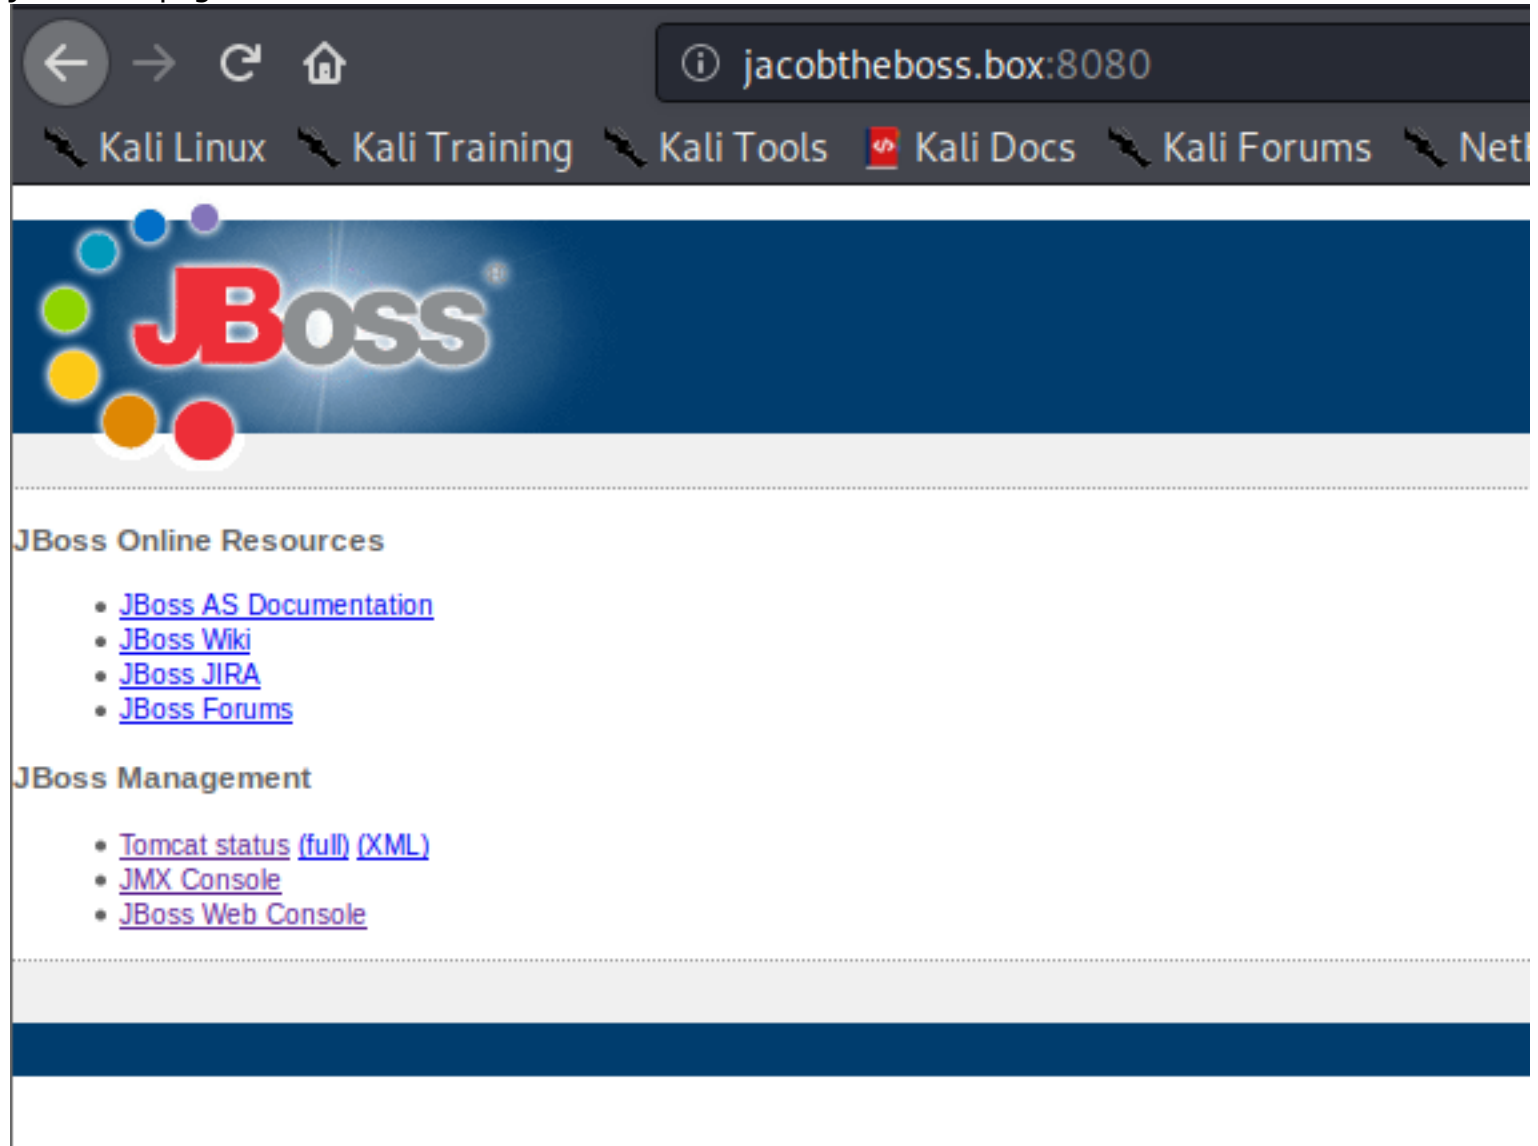 jacobtheboss.box:8080
Kali Linux Kali Training Kali Tools Kali Docs Kali Forums
JBoss®
JBoss Online Resources
JBoss AS Documentation
JBoss Wiki
JBoss JIRA
JBoss Forums
JBoss Management
Tomcat status (full) (XML)
JMX Console
JBoss Web Console